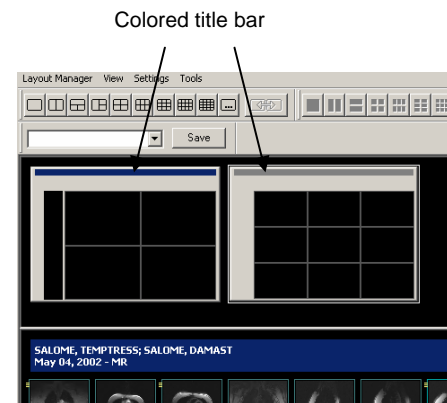 Colored title bar
Layout Manager View Settings Tools
...
Save
SALOME, TEMPTRESS; SALOME, DAMAST
May 04, 2002 - MR